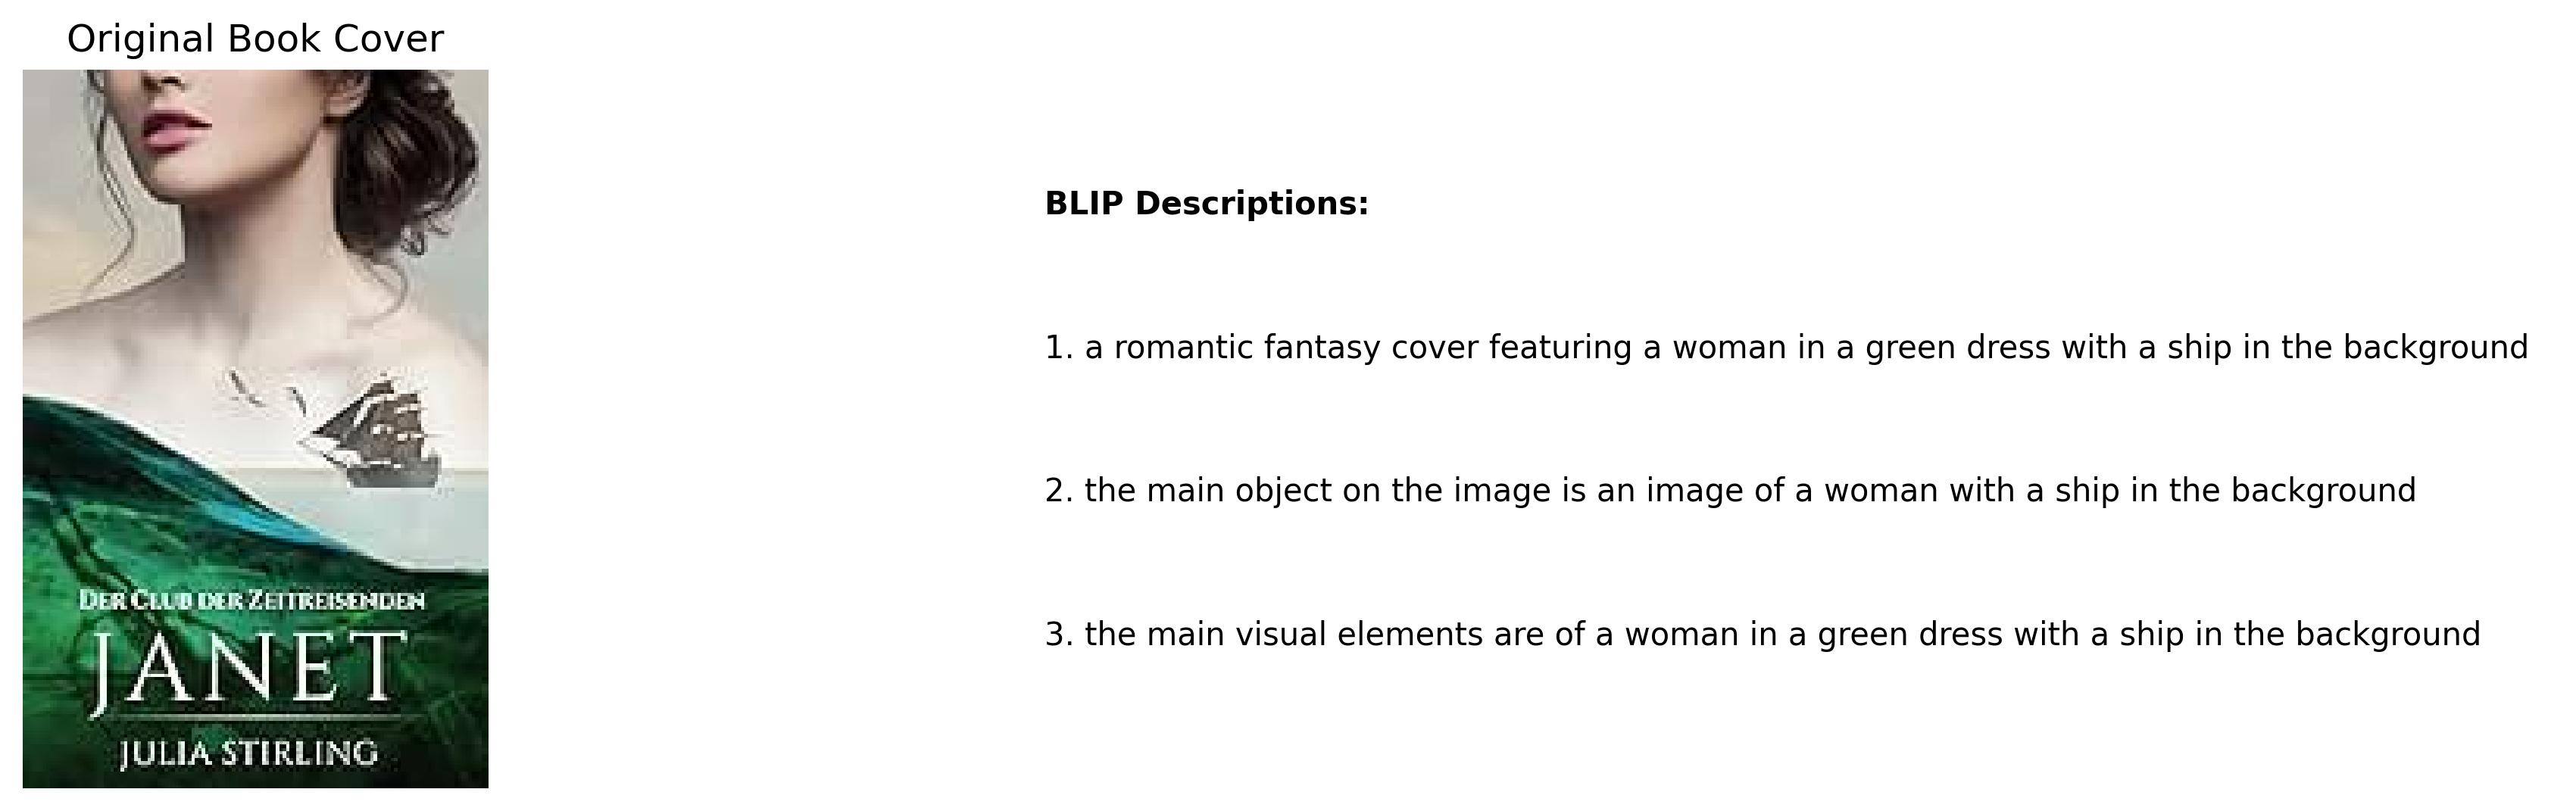 Original Book Cover
DER CLUB DER ZEITREISENDEN
JANET
JULIA STIRLING
BLIP Descriptions:
1. a romantic fantasy cover featuring a woman in a green dress with a ship in the background
2. the main object on the image is an image of a woman with a ship in the background
3. the main visual elements are of a woman in a green dress with a ship in the background